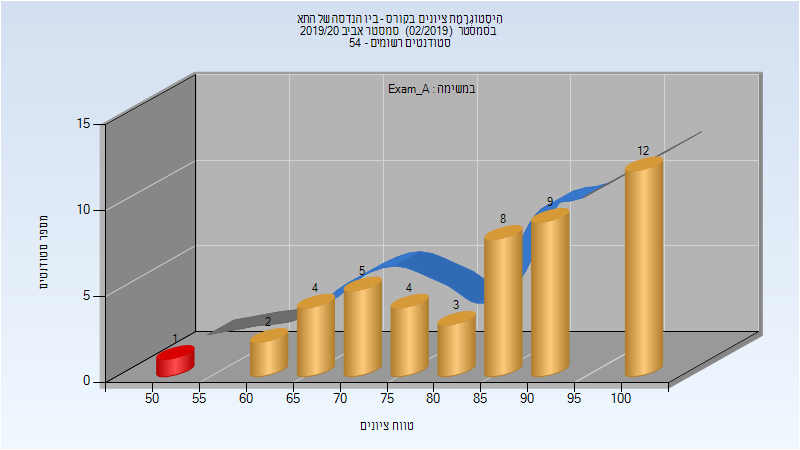 היסטוגרמת ציונים בקורס - ביו הנדסה של התא
בסמסטר (02/2019) סמסטר אביב 2019/20
סטודנטים רשומים - 54
במשימה : Exam_A
מספר סטודנטים
15
10
5
0
1
2
4
5
4
3
8
9
12
50 55 60 65 70 75 80 85 90 95 100
טווח ציונים